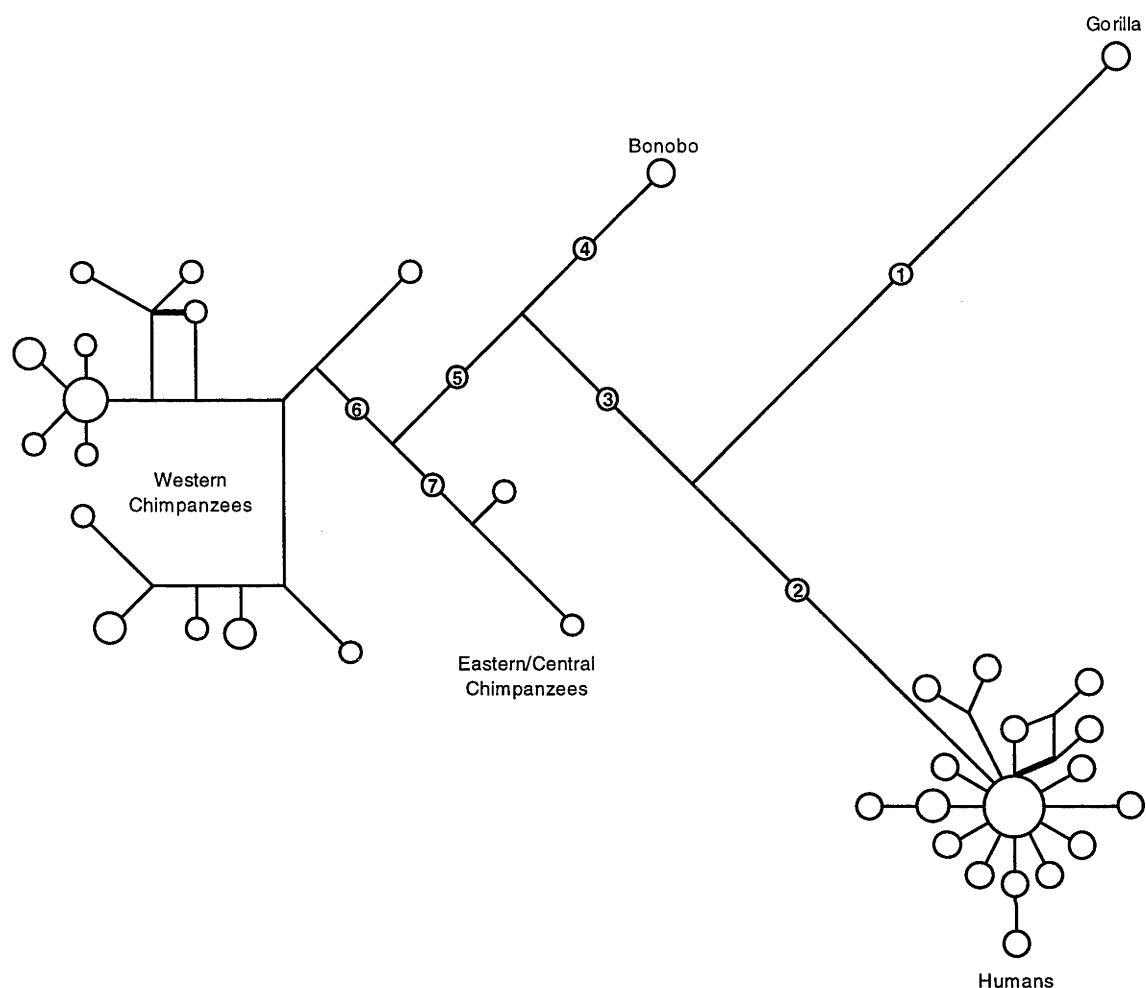 Gorilla
Bonobo
4
1
5
3
6
Western
Chimpanzees
7
2
Eastern/Central
Chimpanzees
Humans